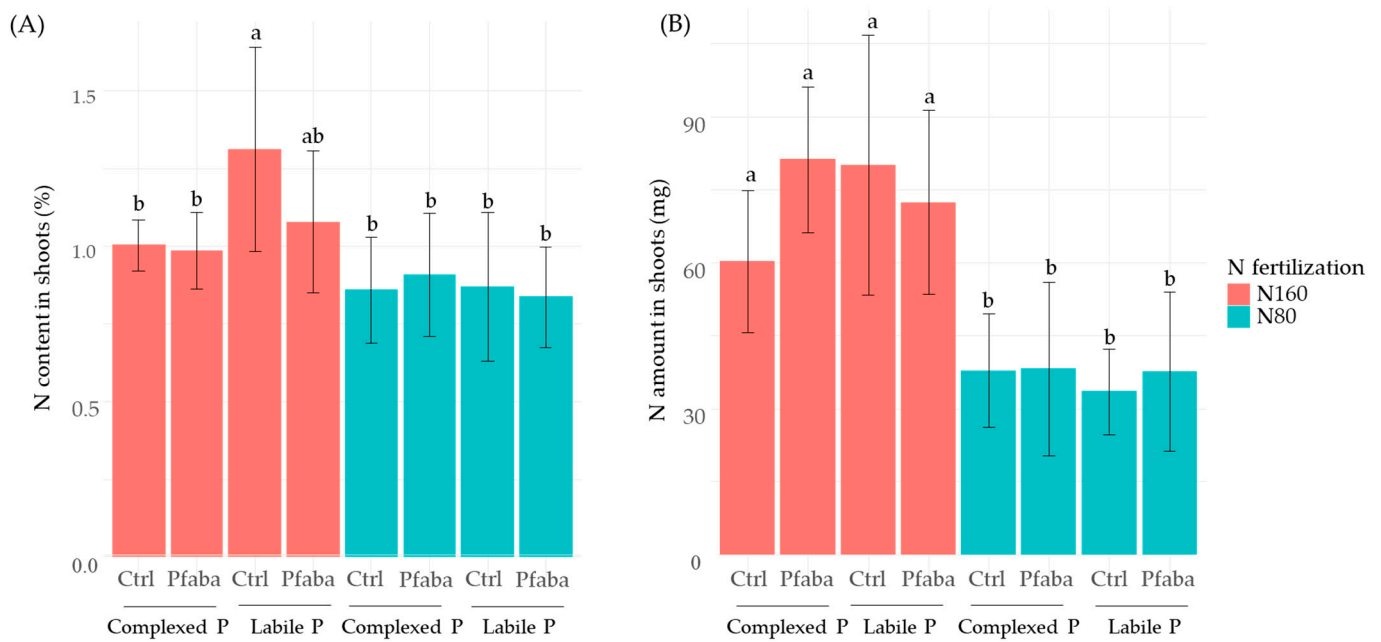 (A)
N content in shoots (%)
1.5
1.0
0.5
0.0
b
b
a
ab
b
b
b
b
Ctrl Pfaba Ctrl Pfaba Ctrl Pfaba Ctrl Pfaba
Complexed P Labile P Complexed P Labile P
(B)
N amount in shoots (mg)
90
60
30
0
a
a
a
a
b
b
b
b
Ctrl Pfaba Ctrl Pfaba Ctrl Pfaba Ctrl Pfaba
Complexed P Labile P Complexed P Labile P
N fertilization
N160
N80